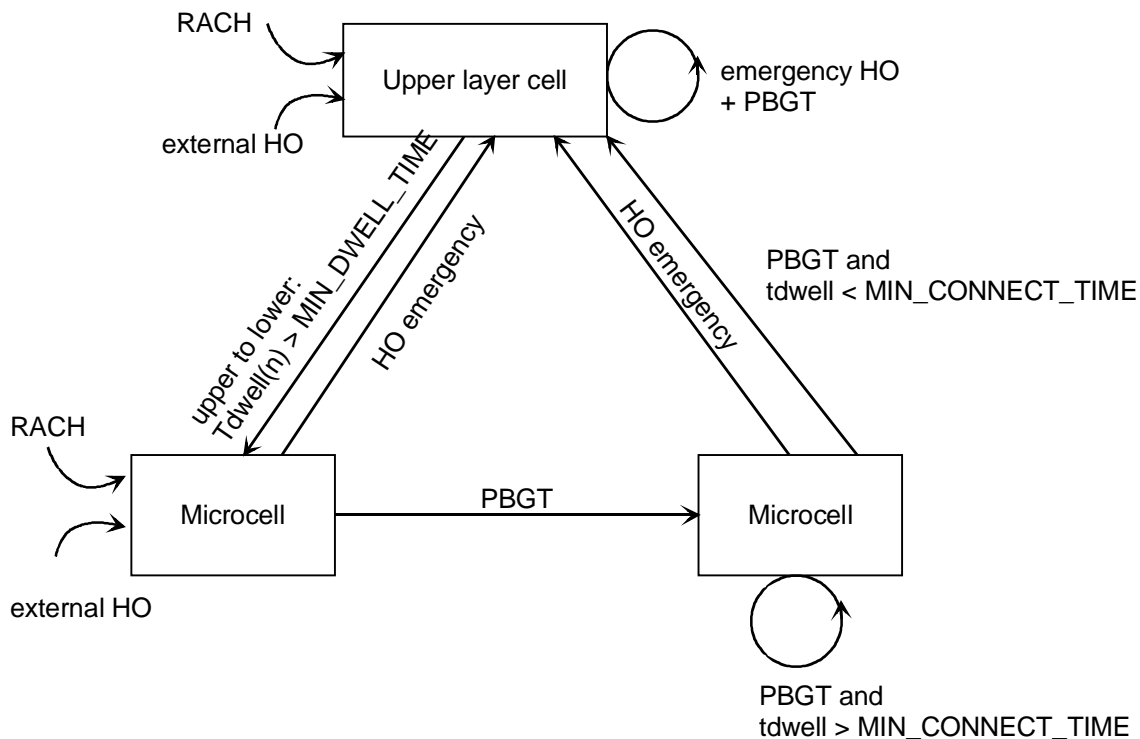 RACH
Upper layer cell
emergency HO
+ PBGT
external HO
upper to lower:
Tdwell(n) > MIN_DWELL_TIME
HO emergency
HO emergency
PBGT and
tdwell < MIN_CONNECT_TIME
RACH
Microcell
PBGT
Microcell
external HO
PBGT and
tdwell > MIN_CONNECT_TIME